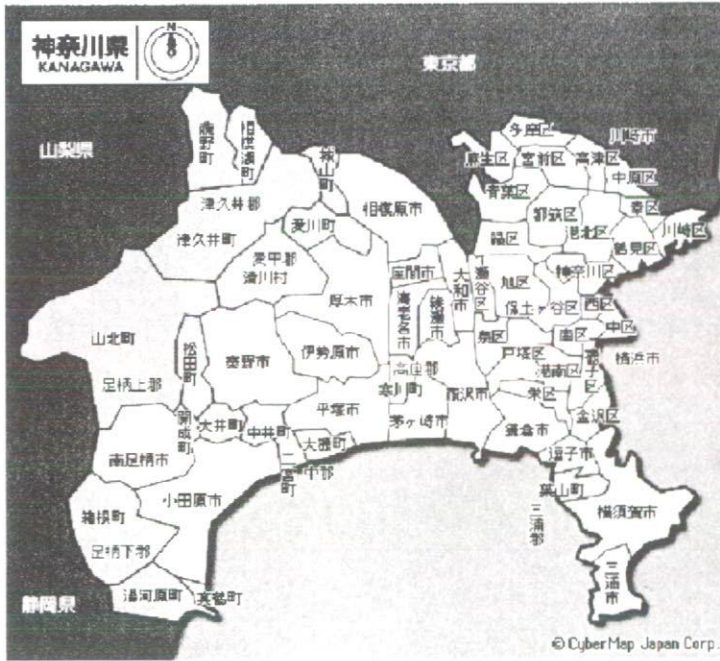 神奈川県
KANAGAWA
N
東京都
山梨県
静岡県
川崎市
多摩区
麻生区
宮前区
高津区
中原区
幸区
川崎区
青葉区
都筑区
港北区
鶴見区
緑区
神奈川区
旭区
瀬谷区
保土ヶ谷区
西区
中区
泉区
南区
戸塚区
港南区
磯子区
栄区
金沢区
横浜市
藤野町
相模湖町
城山町
津久井郡
津久井町
相模原市
愛川町
愛甲郡
清川村
厚木市
座間市
大和市
海老名市
綾瀬市
山北町
足柄上郡
松田町
秦野市
伊勢原市
高座郡
寒川町
藤沢市
開成町
大井町
中井町
平塚市
茅ヶ崎市
鎌倉市
南足柄市
大磯町
二宮町
中郡
逗子市
葉山町
三浦郡
横須賀市
三浦市
小田原市
箱根町
足柄下郡
湯河原町
真鶴町
© CyberMap Japan Corp.